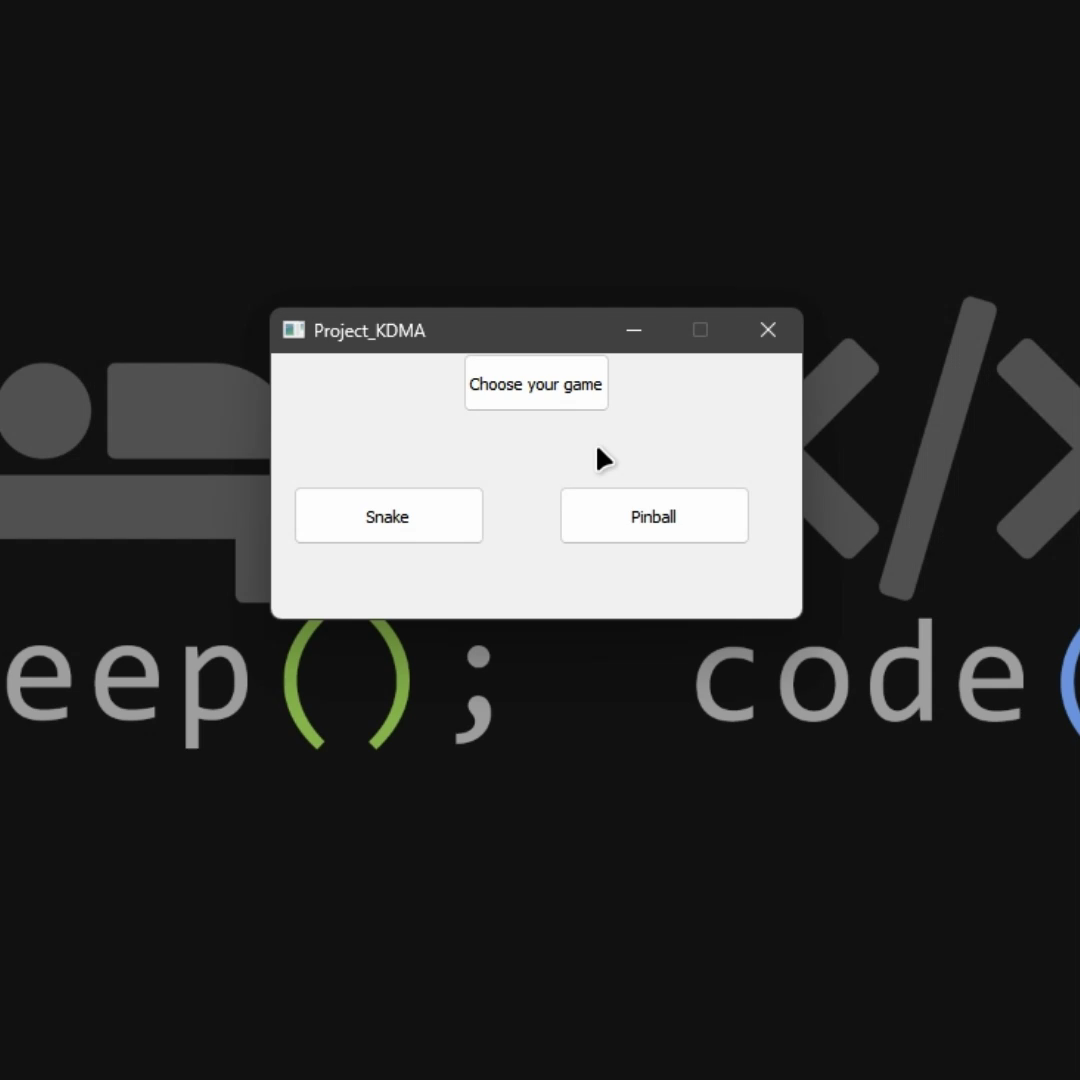 Project_KDMA
Choose your game
Snake Pinball
eep(); code(